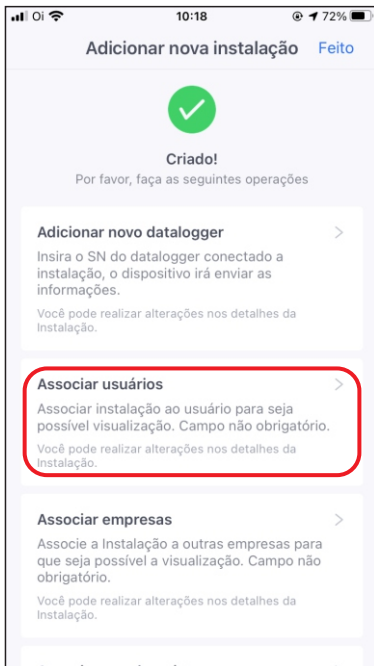 Oi 10:18 72%
Adicionar nova instalação Feito
Criado!
Por favor, faça as seguintes operações
Adicionar novo datalogger
Insira o SN do datalogger conectado a
instalação, o dispositivo irá enviar as
informações.
Você pode realizar alterações nos detalhes da
Instalação.
Associar usuários
Associar instalação ao usuário para seja
possível visualização. Campo não obrigatório.
Você pode realizar alterações nos detalhes da
Instalação.
Associar empresas
Associe a Instalação a outras empresas para
que seja possível a visualização. Campo não
obrigatório.
Você pode realizar alterações nos detalhes da
Instalação.